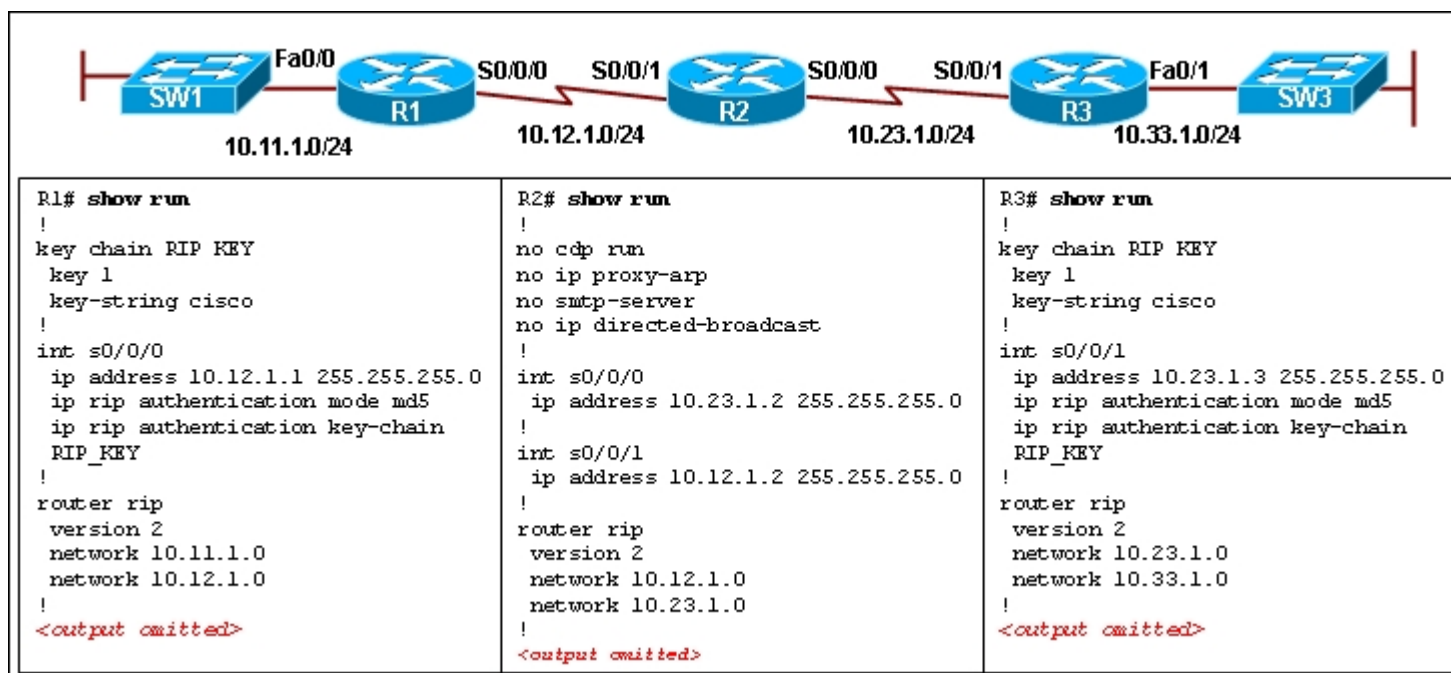 Fa0/0
S0/0/0
S0/0/1
S0/0/0
S0/0/1
Fa0/1
SW1
R1
R2
R3
SW3
10.11.1.0/24
10.12.1.0/24
10.23.1.0/24
10.33.1.0/24
R1# show run
!
key chain RIP KEY
key 1
key-string cisco
!
int s0/0/0
ip address 10.12.1.1 255.255.255.0
ip rip authentication mode md5
ip rip authentication key-chain
RIP_KEY
!
router rip
version 2
network 10.11.1.0
network 10.12.1.0
!
<output omitted>
R2# show run
!
no cdp run
no ip proxy-arp
no smtp-server
no ip directed-broadcast
!
int s0/0/0
ip address 10.23.1.2 255.255.255.0
!
int s0/0/1
ip address 10.12.1.2 255.255.255.0
!
router rip
version 2
network 10.12.1.0
network 10.23.1.0
!
<output omitted>
R3# show run
!
key chain RIP KEY
key 1
key-string cisco
!
int s0/0/1
ip address 10.23.1.3 255.255.255.0
ip rip authentication mode md5
ip rip authentication key-chain
RIP_KEY
!
router rip
version 2
network 10.23.1.0
network 10.33.1.0
!
<output omitted>